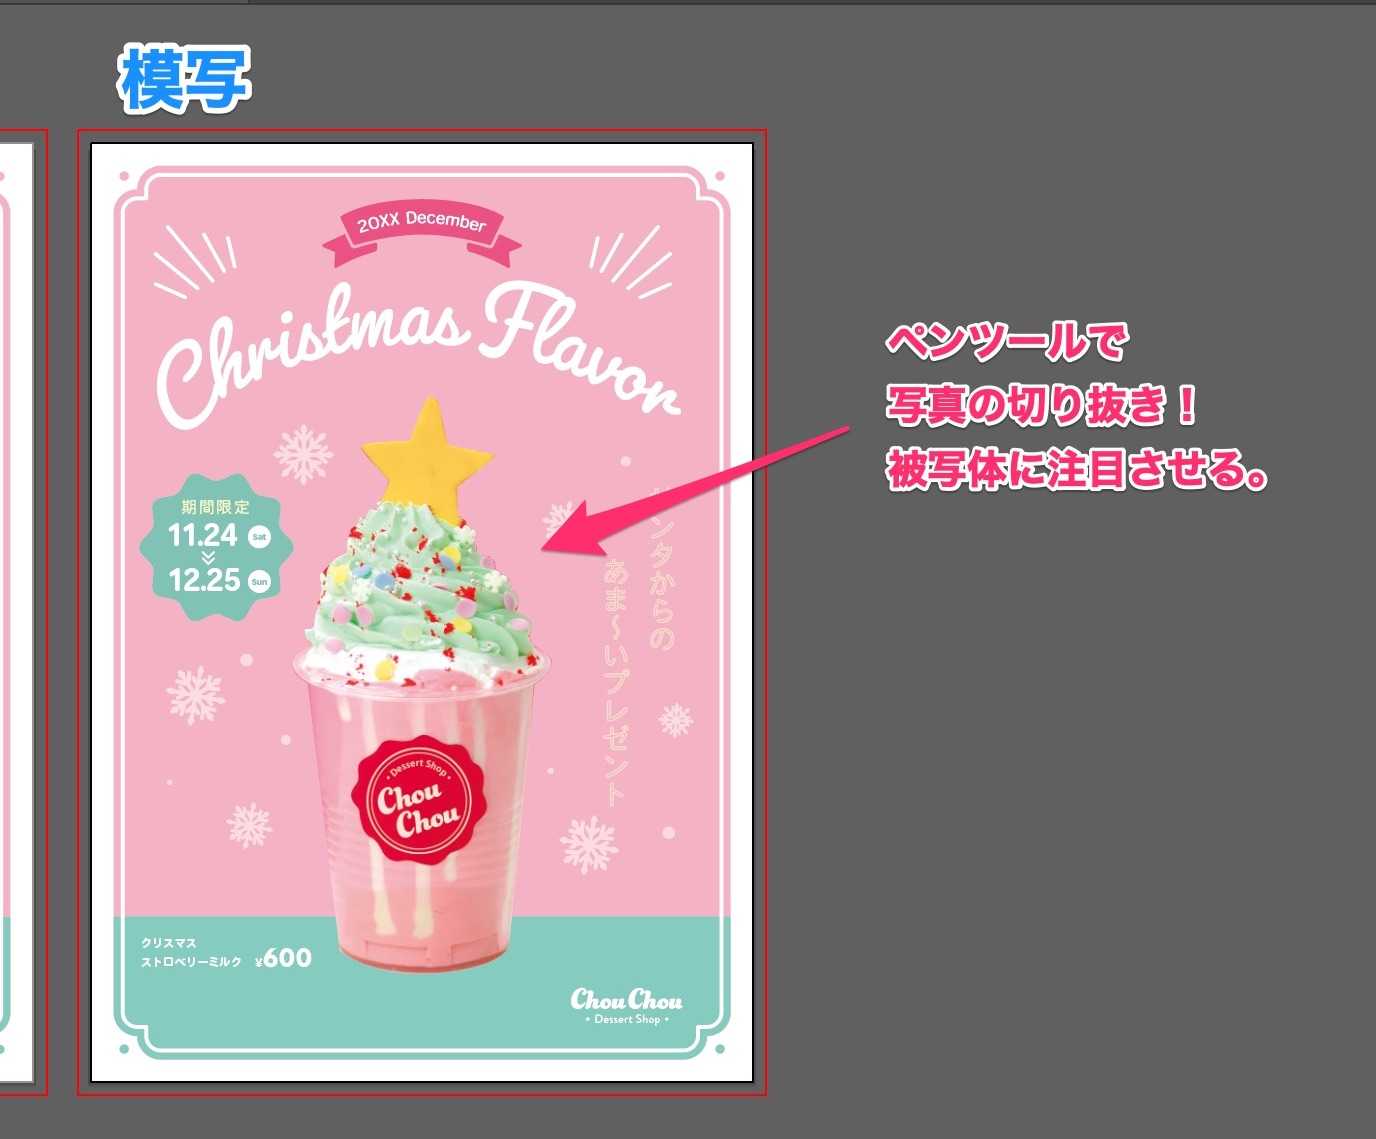 模写
20XX December
Christmas Flavor
ペンツールで
写真の切り抜き！
被写体に注目させる。
期間限定
11.24 Sat
12.25 Sun
サンタからの
あま〜いプレゼント
Dessert Shop
Chou
Chou
クリスマス
ストロベリーミルク ¥600
Chou Chou
・Dessert Shop・